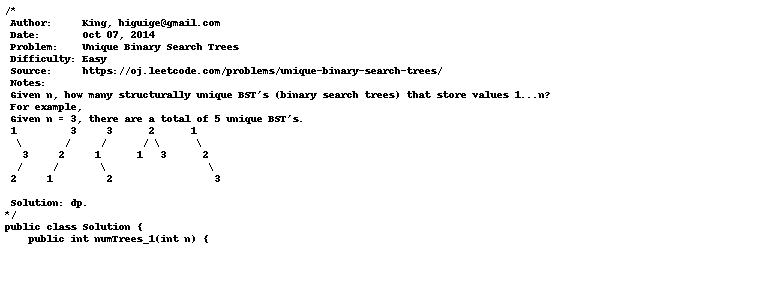 /*
 Author:     King, higuige@gmail.com
 Date:       Oct 07, 2014
 Problem:    Unique Binary Search Trees
 Difficulty: Easy
 Source:     https://oj.leetcode.com/problems/unique-binary-search-trees/
 Notes:
 Given n, how many structurally unique BST's (binary search trees) that store values 1...n?
 For example,
 Given n = 3, there are a total of 5 unique BST's.
 1         3     3      2      1
  \       /     /      / \      \
   3     2     1      1   3      2
  /     /       \                 \
 2     1         2                 3

 Solution: dp.
*/
public class Solution {
    public int numTrees_1(int n) {